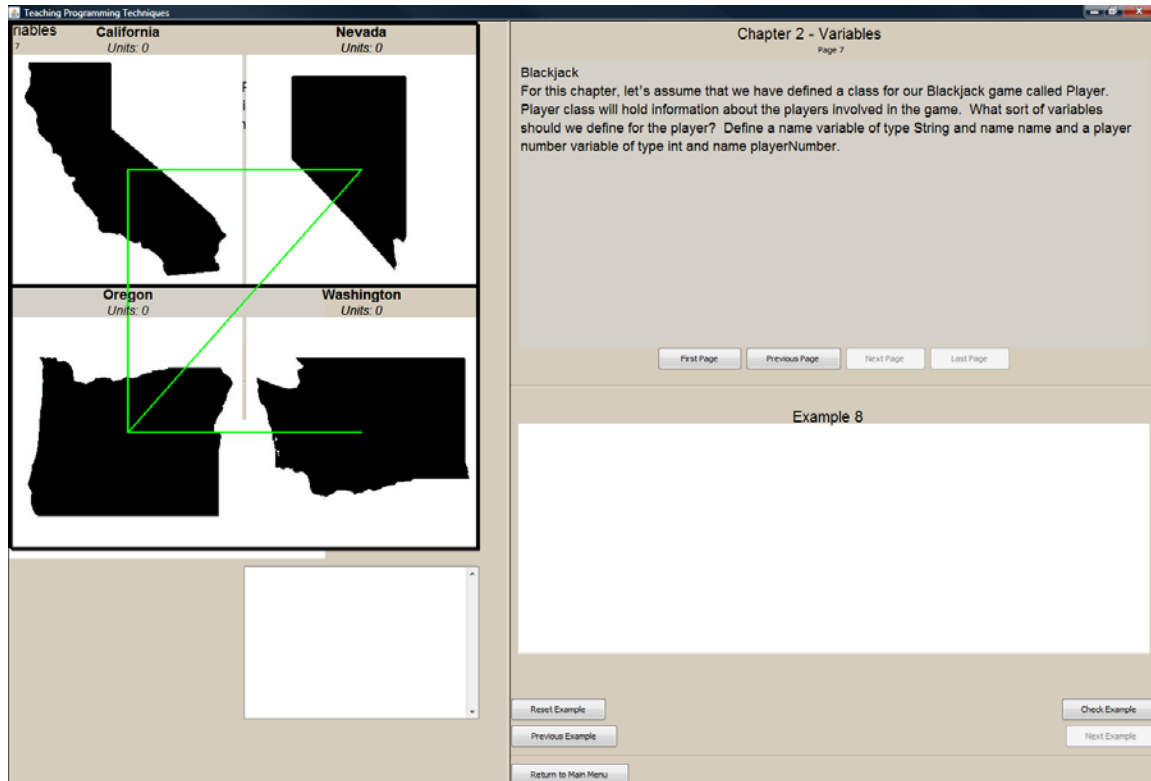 Teaching Programming Techniques
riables
7
California
Units: 0
Nevada
Units: 0
Oregon
Units: 0
Washington
Units: 0
Chapter 2 - Variables
Page 7
Blackjack
For this chapter, let's assume that we have defined a class for our Blackjack game called Player.
Player class will hold information about the players involved in the game. What sort of variables
should we define for the player? Define a name variable of type String and name name and a player
number variable of type int and name playerNumber.
First Page
Previous Page
Next Page
Last Page
Example 8
Reset Example
Check Example
Previous Example
Next Example
Return to Main Menu